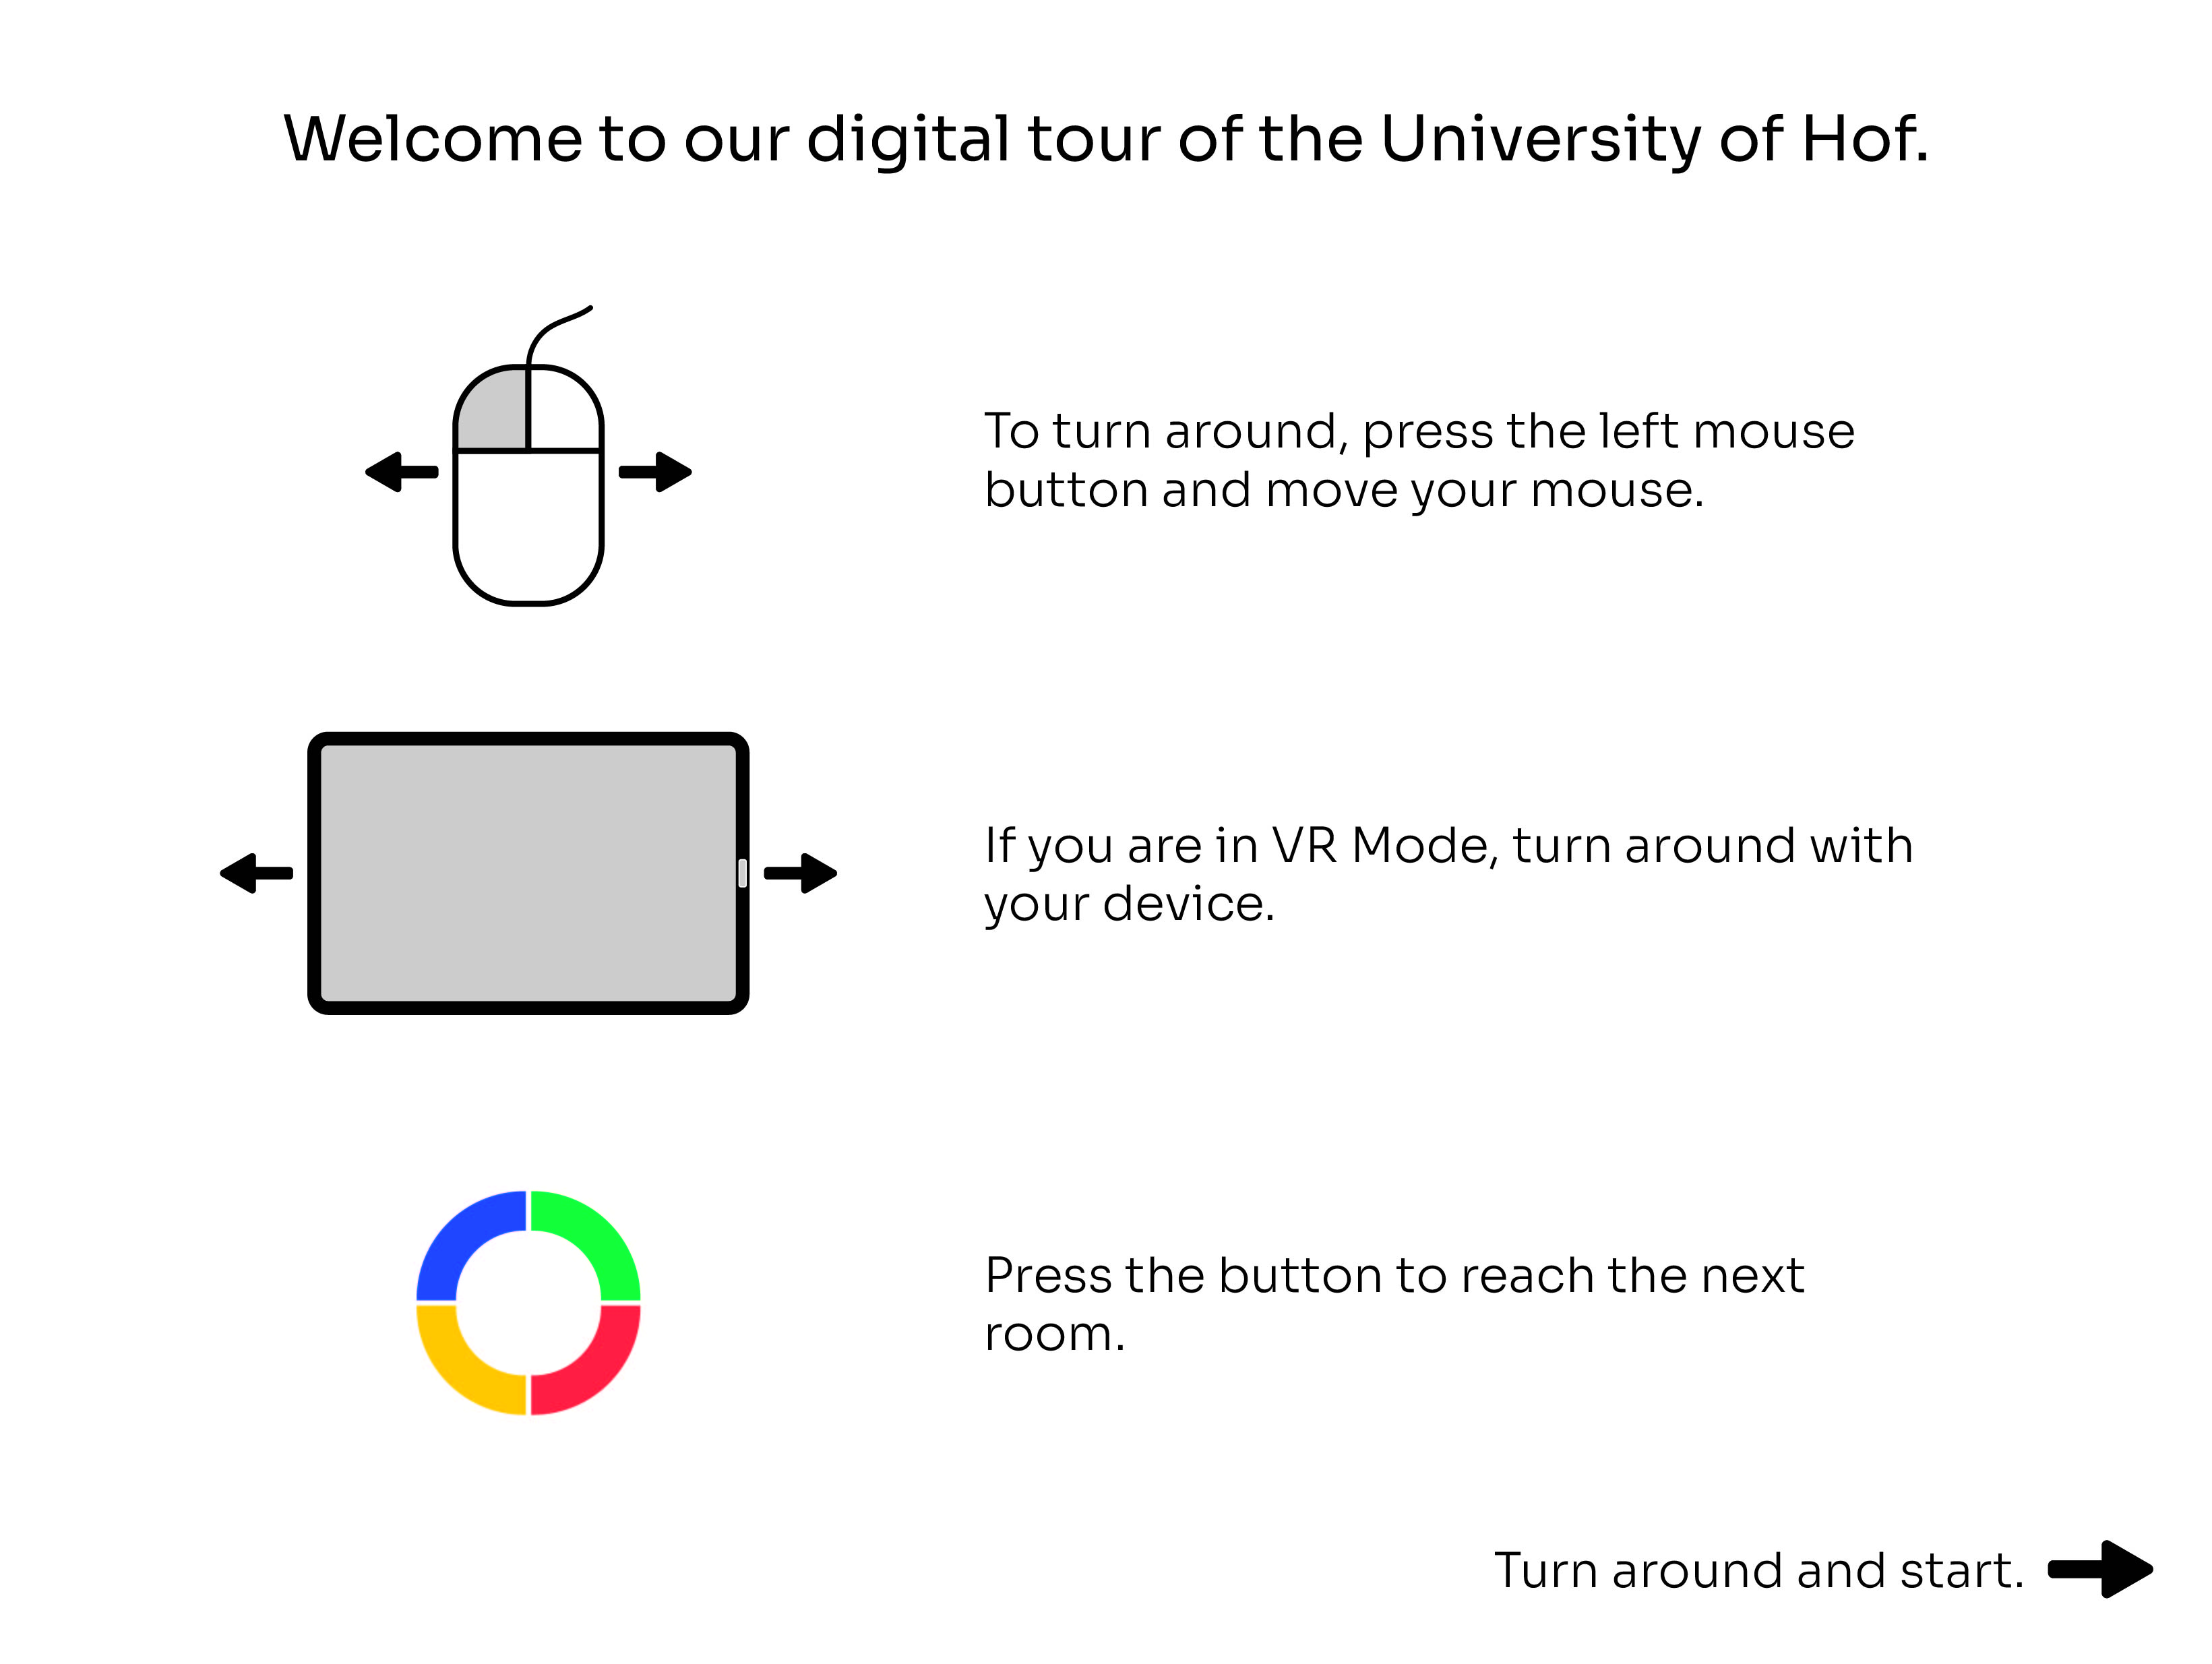 Welcome to our digital tour of the University of Hof.
To turn around, press the left mouse
button and move your mouse.
If you are in VR Mode, turn around with
your device.
Press the button to reach the next
room.
Turn around and start.